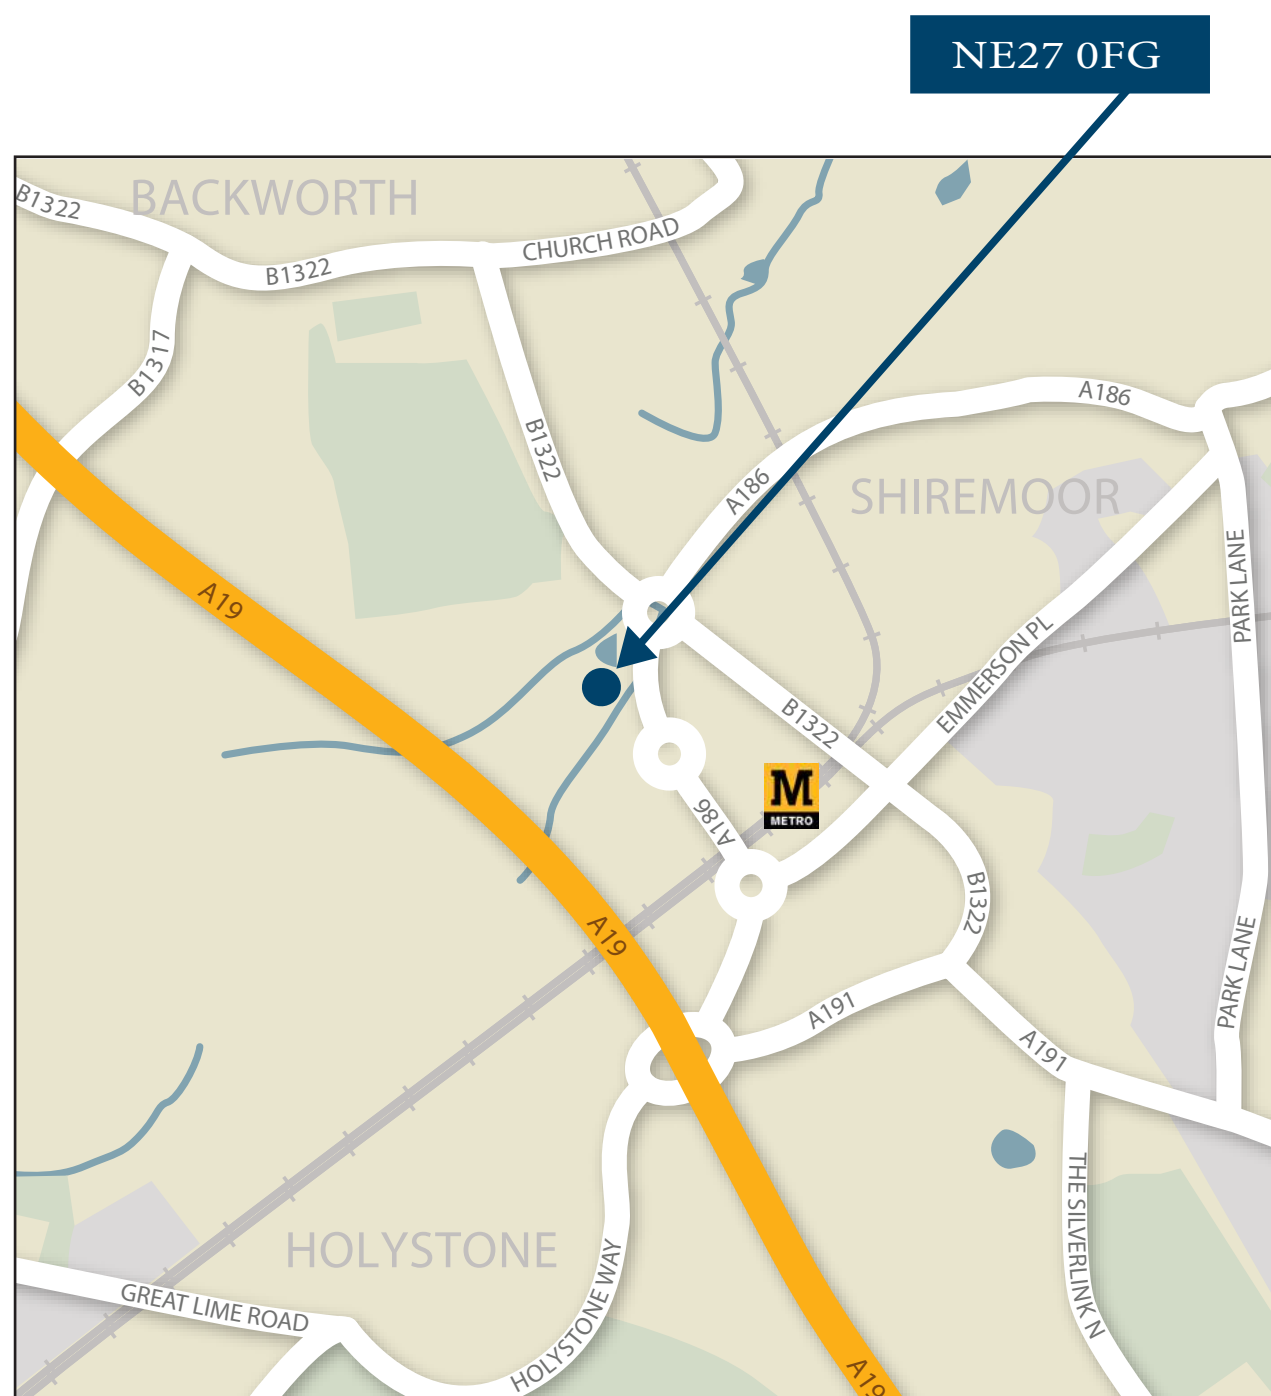 NE27 0FG
BACKWORTH
B1322
CHURCH ROAD
B1322
B1317
A186
B1322
A186
SHIREMOOR
PARK LANE
A19
EMMERSON PL
B1322
M
METRO
A186
B1322
A19
PARK LANE
A191
A191
THE SILVERLINK N
HOLYSTONE
HOLYSTONE WAY
GREAT LIME ROAD
A19